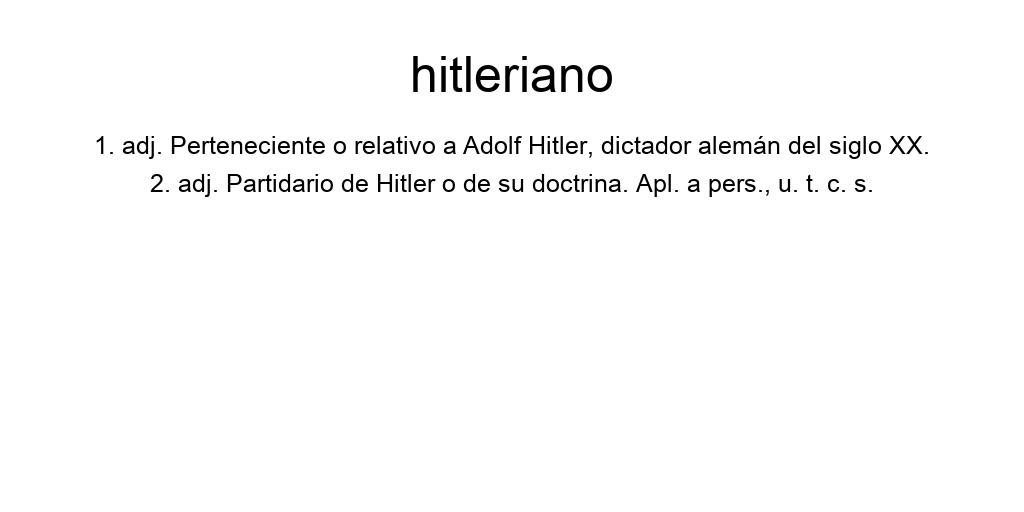 hitleriano
1. adj. Perteneciente o relativo a Adolf Hitler, dictador alemán del siglo XX.
2. adj. Partidario de Hitler o de su doctrina. Apl. a pers., u. t. c. s.